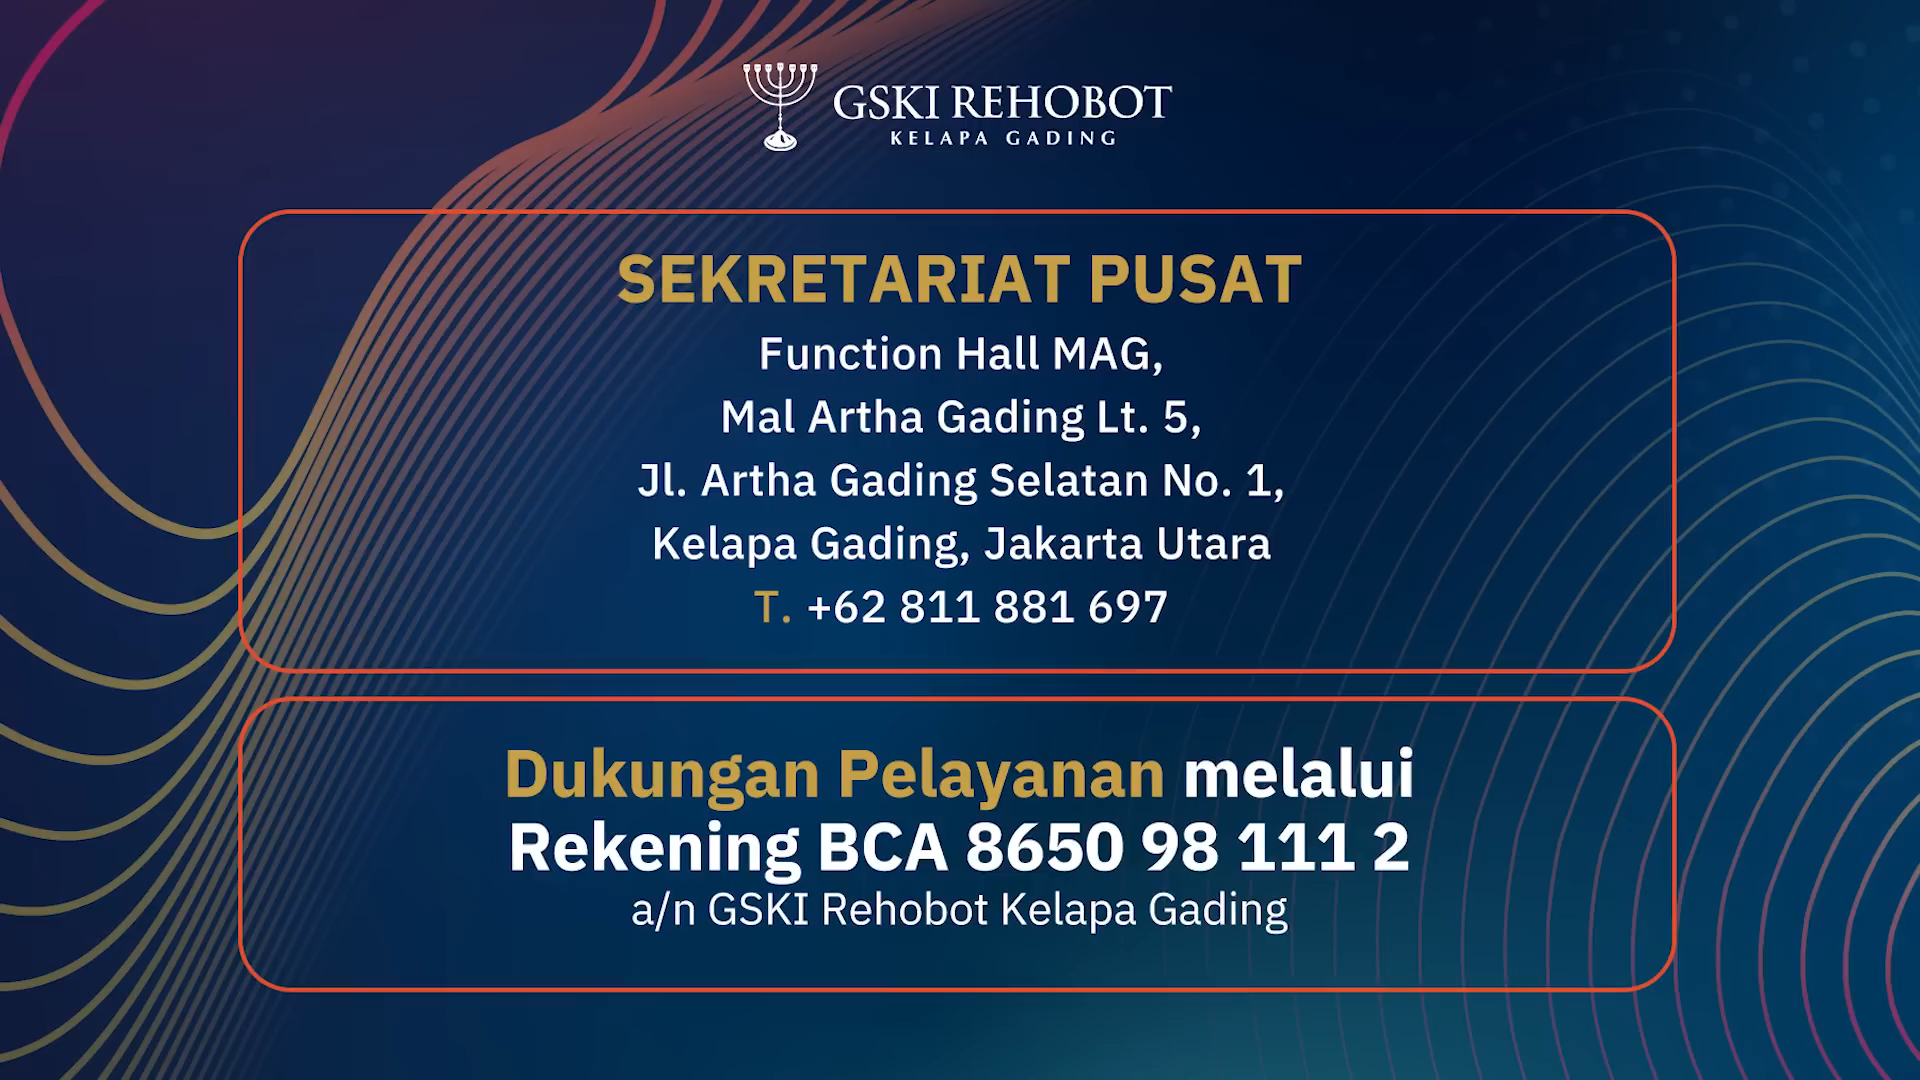 GSKI REHOBOT
KELAPA GADING
SEKRETARIAT PUSAT
Function Hall MAG,
Mal Artha Gading Lt. 5,
Jl. Artha Gading Selatan No. 1,
Kelapa Gading, Jakarta Utara
T. +62 811 881 697
Dukungan Pelayanan melalui
Rekening BCA 8650 98 111 2
a/n GSKI Rehobot Kelapa Gading